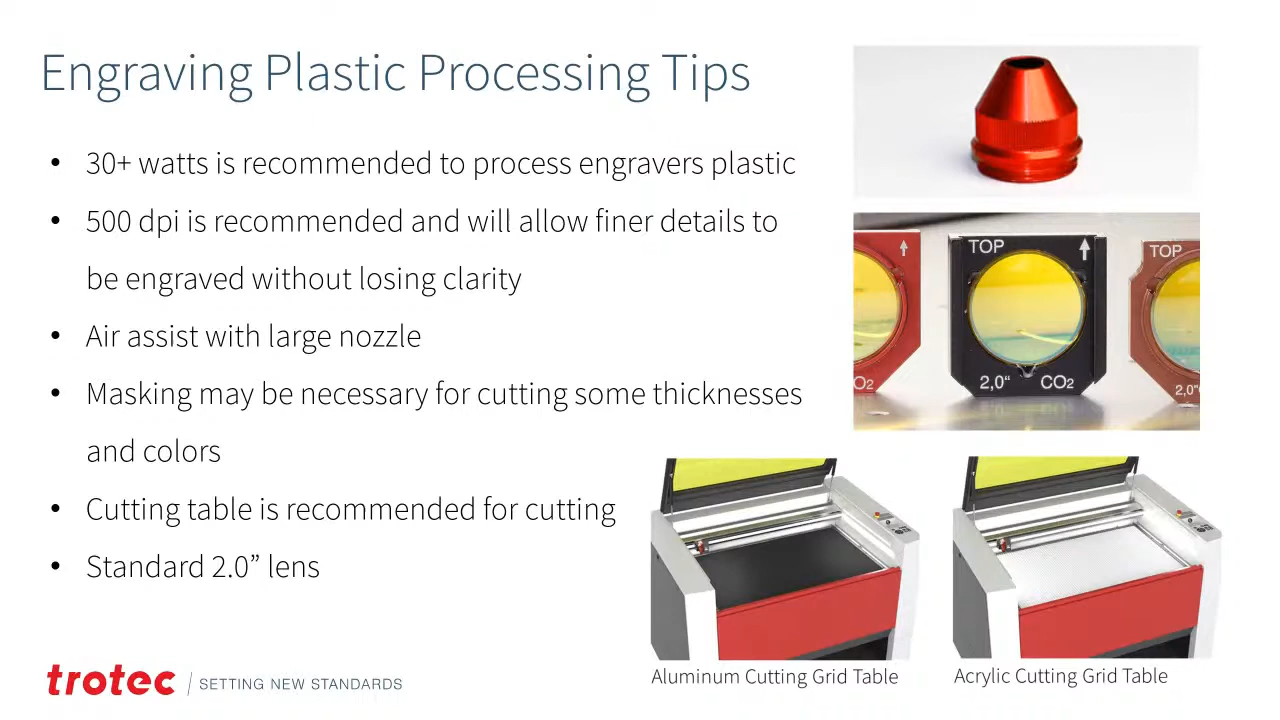 Engraving Plastic Processing Tips
• 30+ watts is recommended to process engravers plastic
• 500 dpi is recommended and will allow finer details to
be engraved without losing clarity
• Air assist with large nozzle
• Masking may be necessary for cutting some thicknesses
and colors
• Cutting table is recommended for cutting
• Standard 2.0” lens
TOP
TOP
O2
2,0“ CO2
2,0"
Aluminum Cutting Grid Table
Acrylic Cutting Grid Table
trotec | SETTING NEW STANDARDS